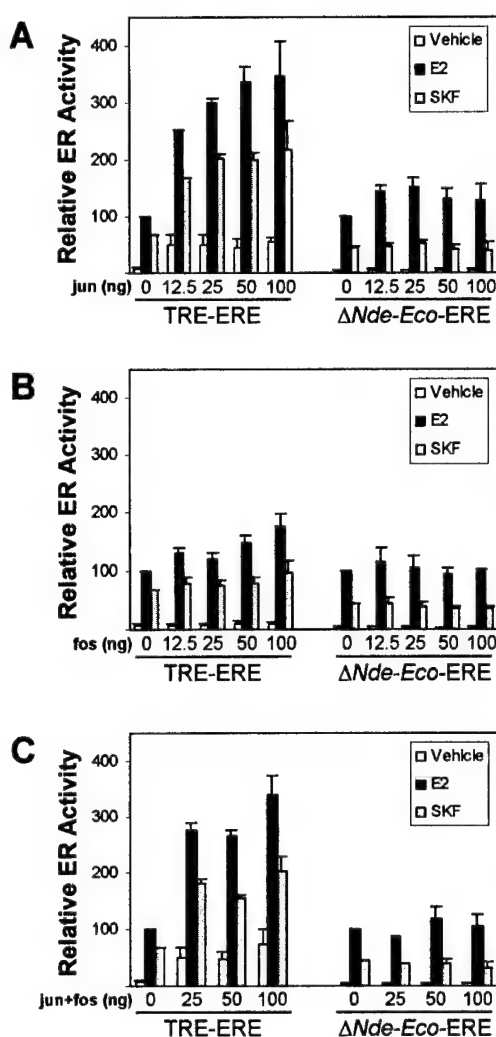 A
Relative ER Activity
400
300
200
100
Vehicle
E2
SKF
jun (ng) 0 12.5 25 50 100 0 12.5 25 50 100
TRE-ERE ΔNde-Eco-ERE
B
Relative ER Activity
400
300
200
100
Vehicle
E2
SKF
fos (ng) 0 12.5 25 50 100 0 12.5 25 50 100
TRE-ERE ΔNde-Eco-ERE
C
Relative ER Activity
400
300
200
100
Vehicle
E2
SKF
jun+fos (ng) 0 25 50 100 0 25 50 100
TRE-ERE ΔNde-Eco-ERE